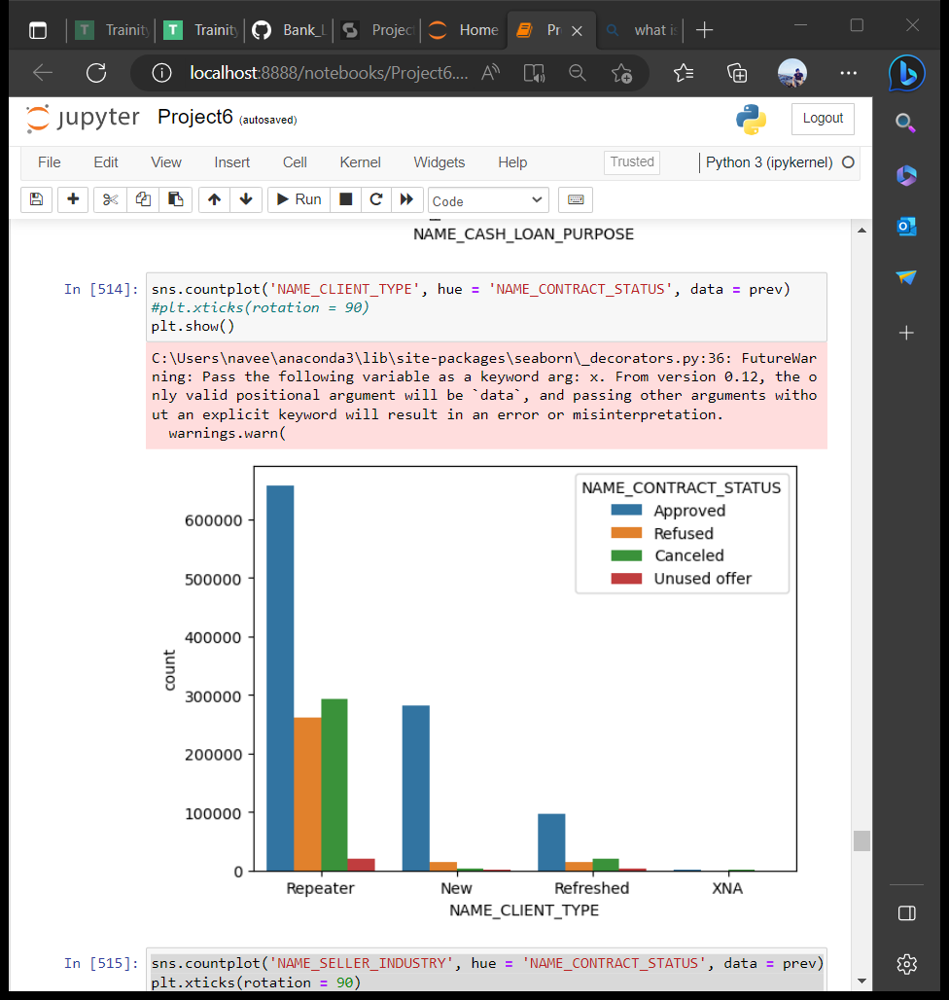 Trainity
Trainity
Bank_L
Project
Home
Pr
what is
localhost:8888/notebooks/Project6....
jupyter Project6 (autosaved)
Logout
File Edit View Insert Cell Kernel Widgets Help
Trusted
Python 3 (ipykernel)
Run
Code
NAME_CASH_LOAN_PURPOSE
In [514]: sns.countplot('NAME_CLIENT_TYPE', hue = 'NAME_CONTRACT_STATUS', data = prev)
#plt.xticks(rotation = 90)
plt.show()
C:\Users\navee\anaconda3\lib\site-packages\seaborn\_decorators.py:36: FutureWar
ning: Pass the following variable as a keyword arg: x. From version 0.12, the o
nly valid positional argument will be `data`, and passing other arguments witho
ut an explicit keyword will result in an error or misinterpretation.
warnings.warn(
NAME_CONTRACT_STATUS
Approved
Refused
Canceled
Unused offer
600000
500000
400000
300000
200000
100000
0
count
Repeater New Refreshed XNA
NAME_CLIENT_TYPE
In [515]: sns.countplot('NAME_SELLER_INDUSTRY', hue = 'NAME_CONTRACT_STATUS', data = prev)
plt.xticks(rotation = 90)